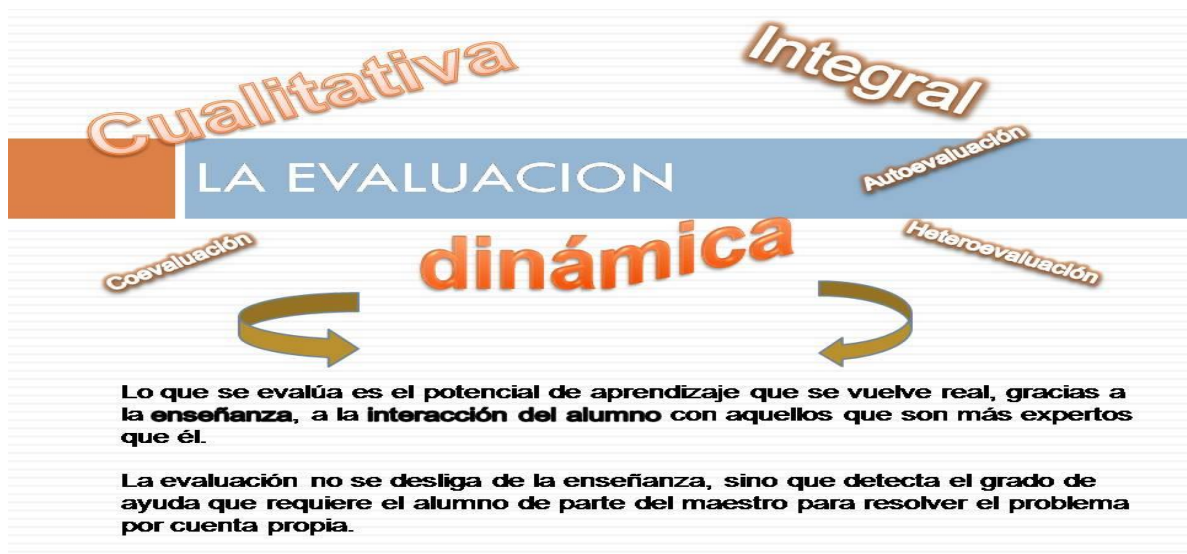 Cualitativa
Integral
LA EVALUACION
Autoevaluación
Coevaluación
dinámica
Heteroevaluación
Lo que se evalúa es el potencial de aprendizaje que se vuelve real, gracias a
la enseñanza, a la interacción del alumno con aquellos que son más expertos
que él.
La evaluación no se desliga de la enseñanza, sino que detecta el grado de
ayuda que requiere el alumno de parte del maestro para resolver el problema
por cuenta propia.